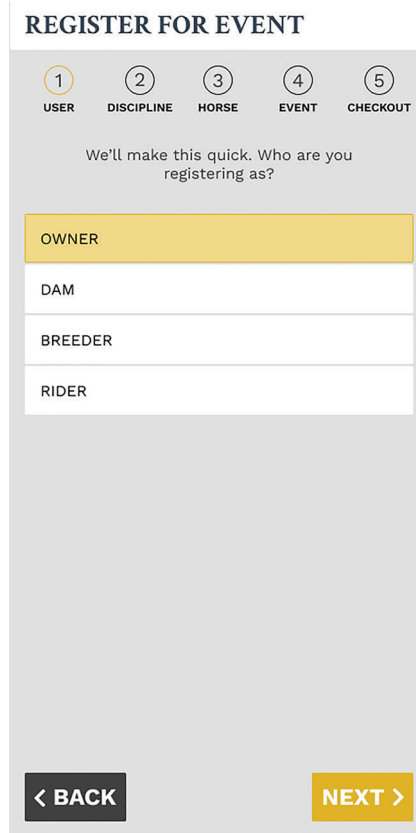 REGISTER FOR EVENT
1 2 3 4 5
USER DISCIPLINE HORSE EVENT CHECKOUT
We’ll make this quick. Who are you
registering as?
OWNER
DAM
BREEDER
RIDER
< BACK NEXT >